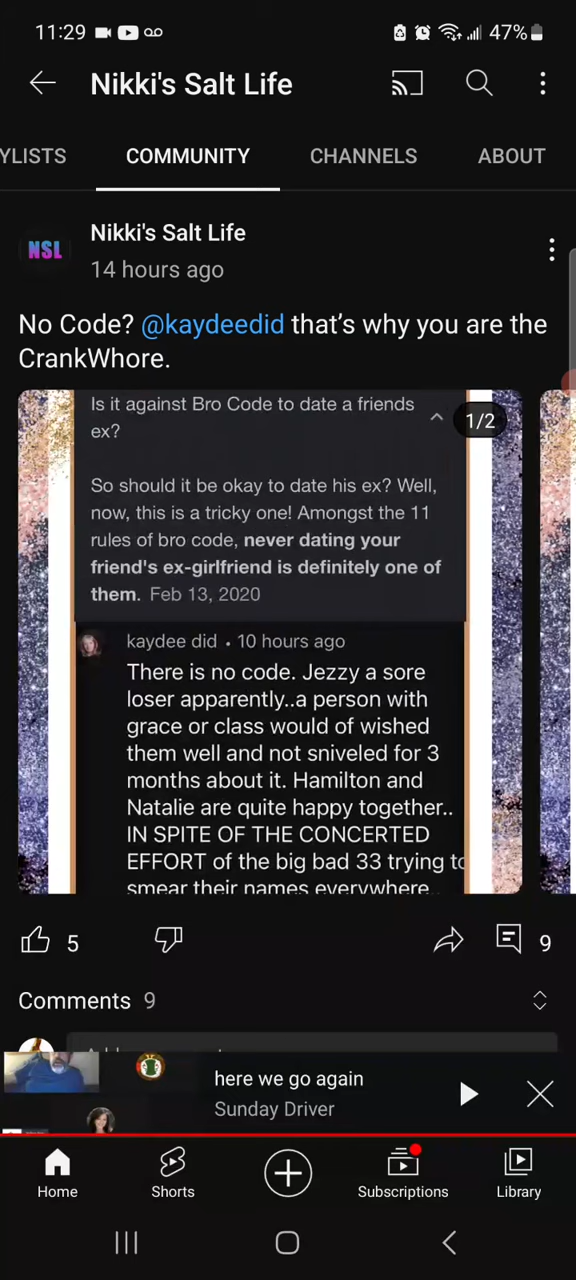 11:29
47%
Nikki's Salt Life
YLISTS COMMUNITY CHANNELS ABOUT
NSL
Nikki's Salt Life
14 hours ago
No Code? @kaydeedid that's why you are the
CrankWhore.
Is it against Bro Code to date a friends
ex?
1/2
So should it be okay to date his ex? Well,
now, this is a tricky one! Amongst the 11
rules of bro code, never dating your
friend's ex-girlfriend is definitely one of
them. Feb 13, 2020
kaydee did • 10 hours ago
There is no code. Jezzy a sore
loser apparently..a person with
grace or class would of wished
them well and not sniveled for 3
months about it. Hamilton and
Natalie are quite happy together..
IN SPITE OF THE CONCERTED
EFFORT of the big bad 33 trying to
smear their names everywhere..
5
9
Comments 9
here we go again
Sunday Driver
Home
Shorts
Subscriptions
Library